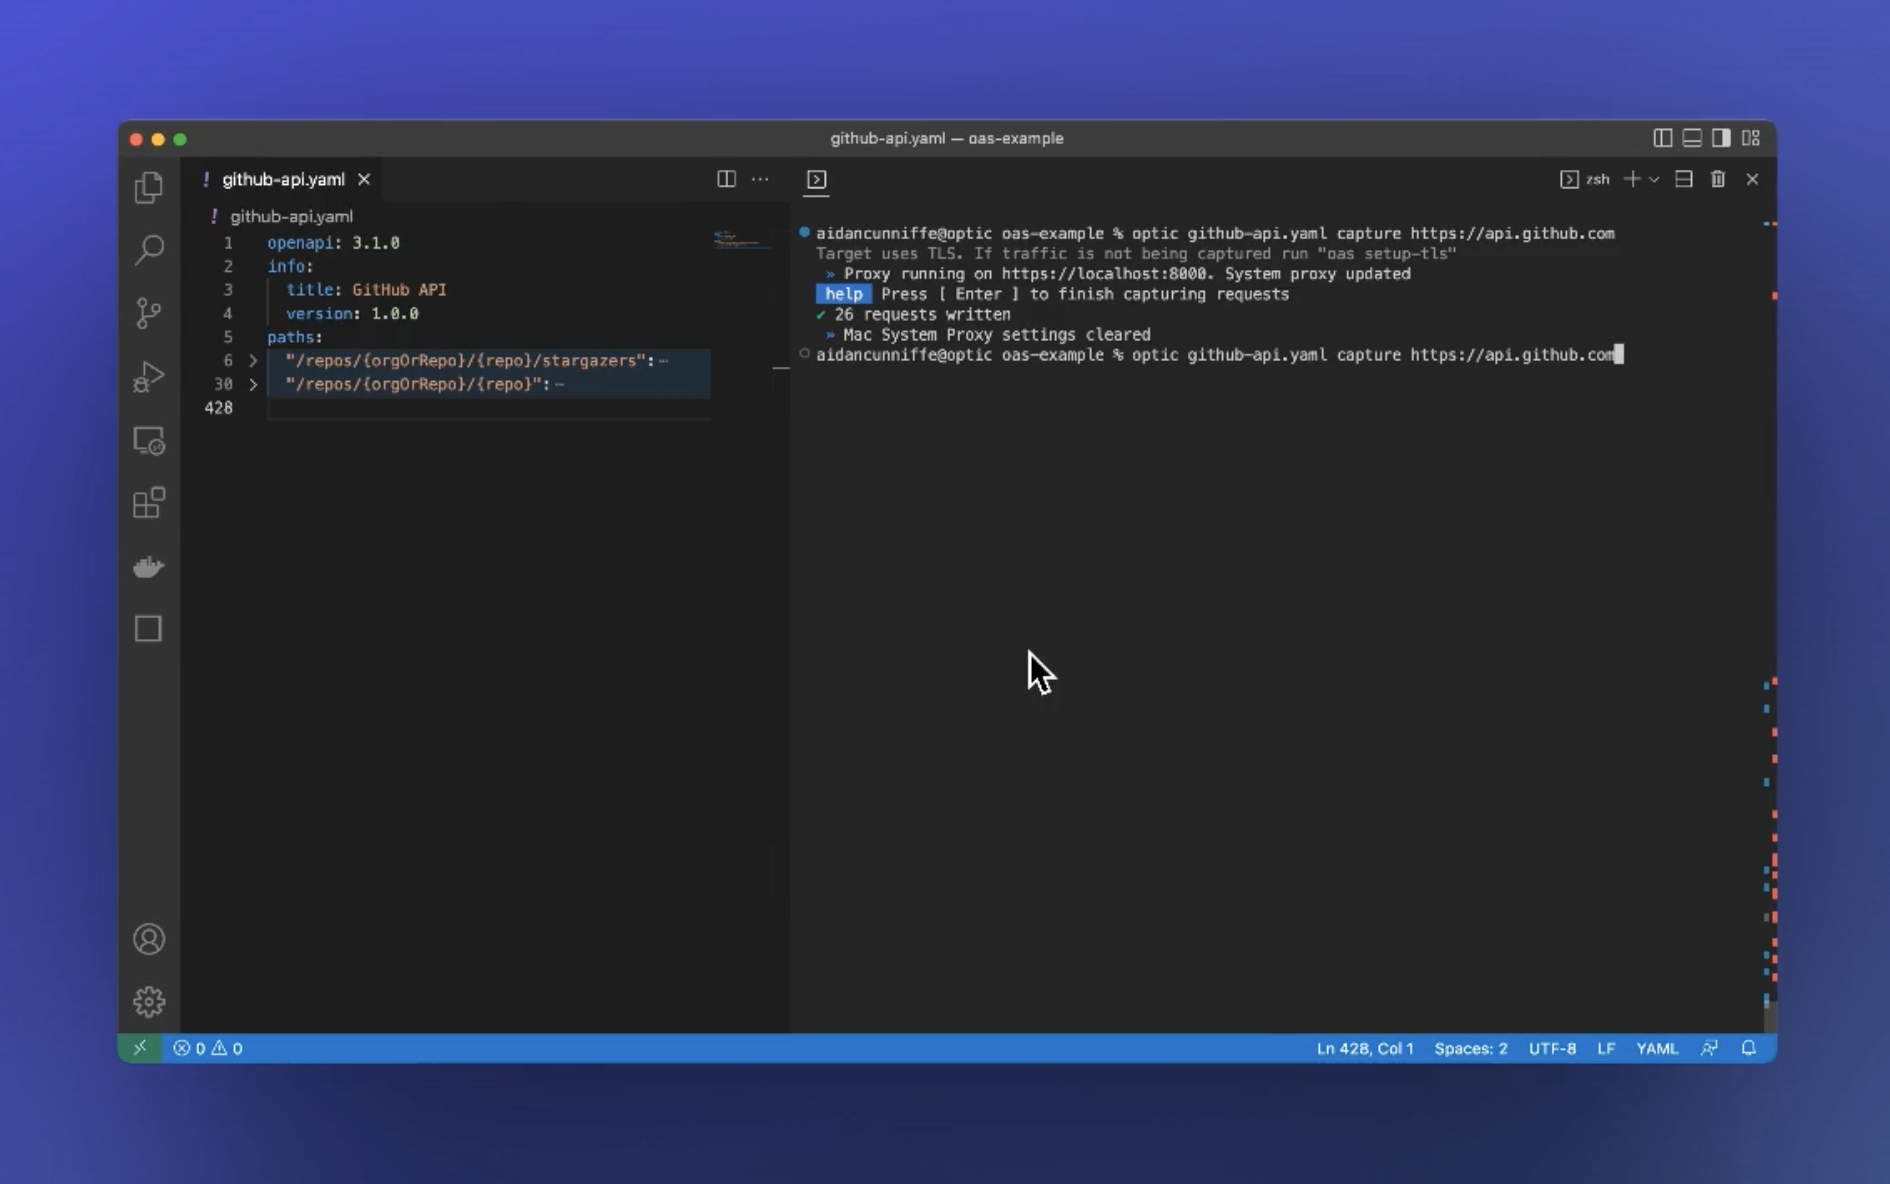 github-api.yaml — oas-example
! github-api.yaml
zsh
! github-api.yaml
1 openapi: 3.1.0
2 info:
3 title: GitHub API
4 version: 1.0.0
5 paths:
6 "/repos/{orgOrRepo}/{repo}/stargazers": ⋯
30 "/repos/{orgOrRepo}/{repo}": ⋯
428
aidancunniffe@optic oas-example % optic github-api.yaml capture https://api.github.com
Target uses TLS. If traffic is not being captured run "oas setup-tls"
» Proxy running on https://localhost:8000. System proxy updated
help Press [ Enter ] to finish capturing requests
✔ 26 requests written
» Mac System Proxy settings cleared
aidancunniffe@optic oas-example % optic github-api.yaml capture https://api.github.com
0 0
Ln 428, Col 1 Spaces: 2 UTF-8 LF YAML